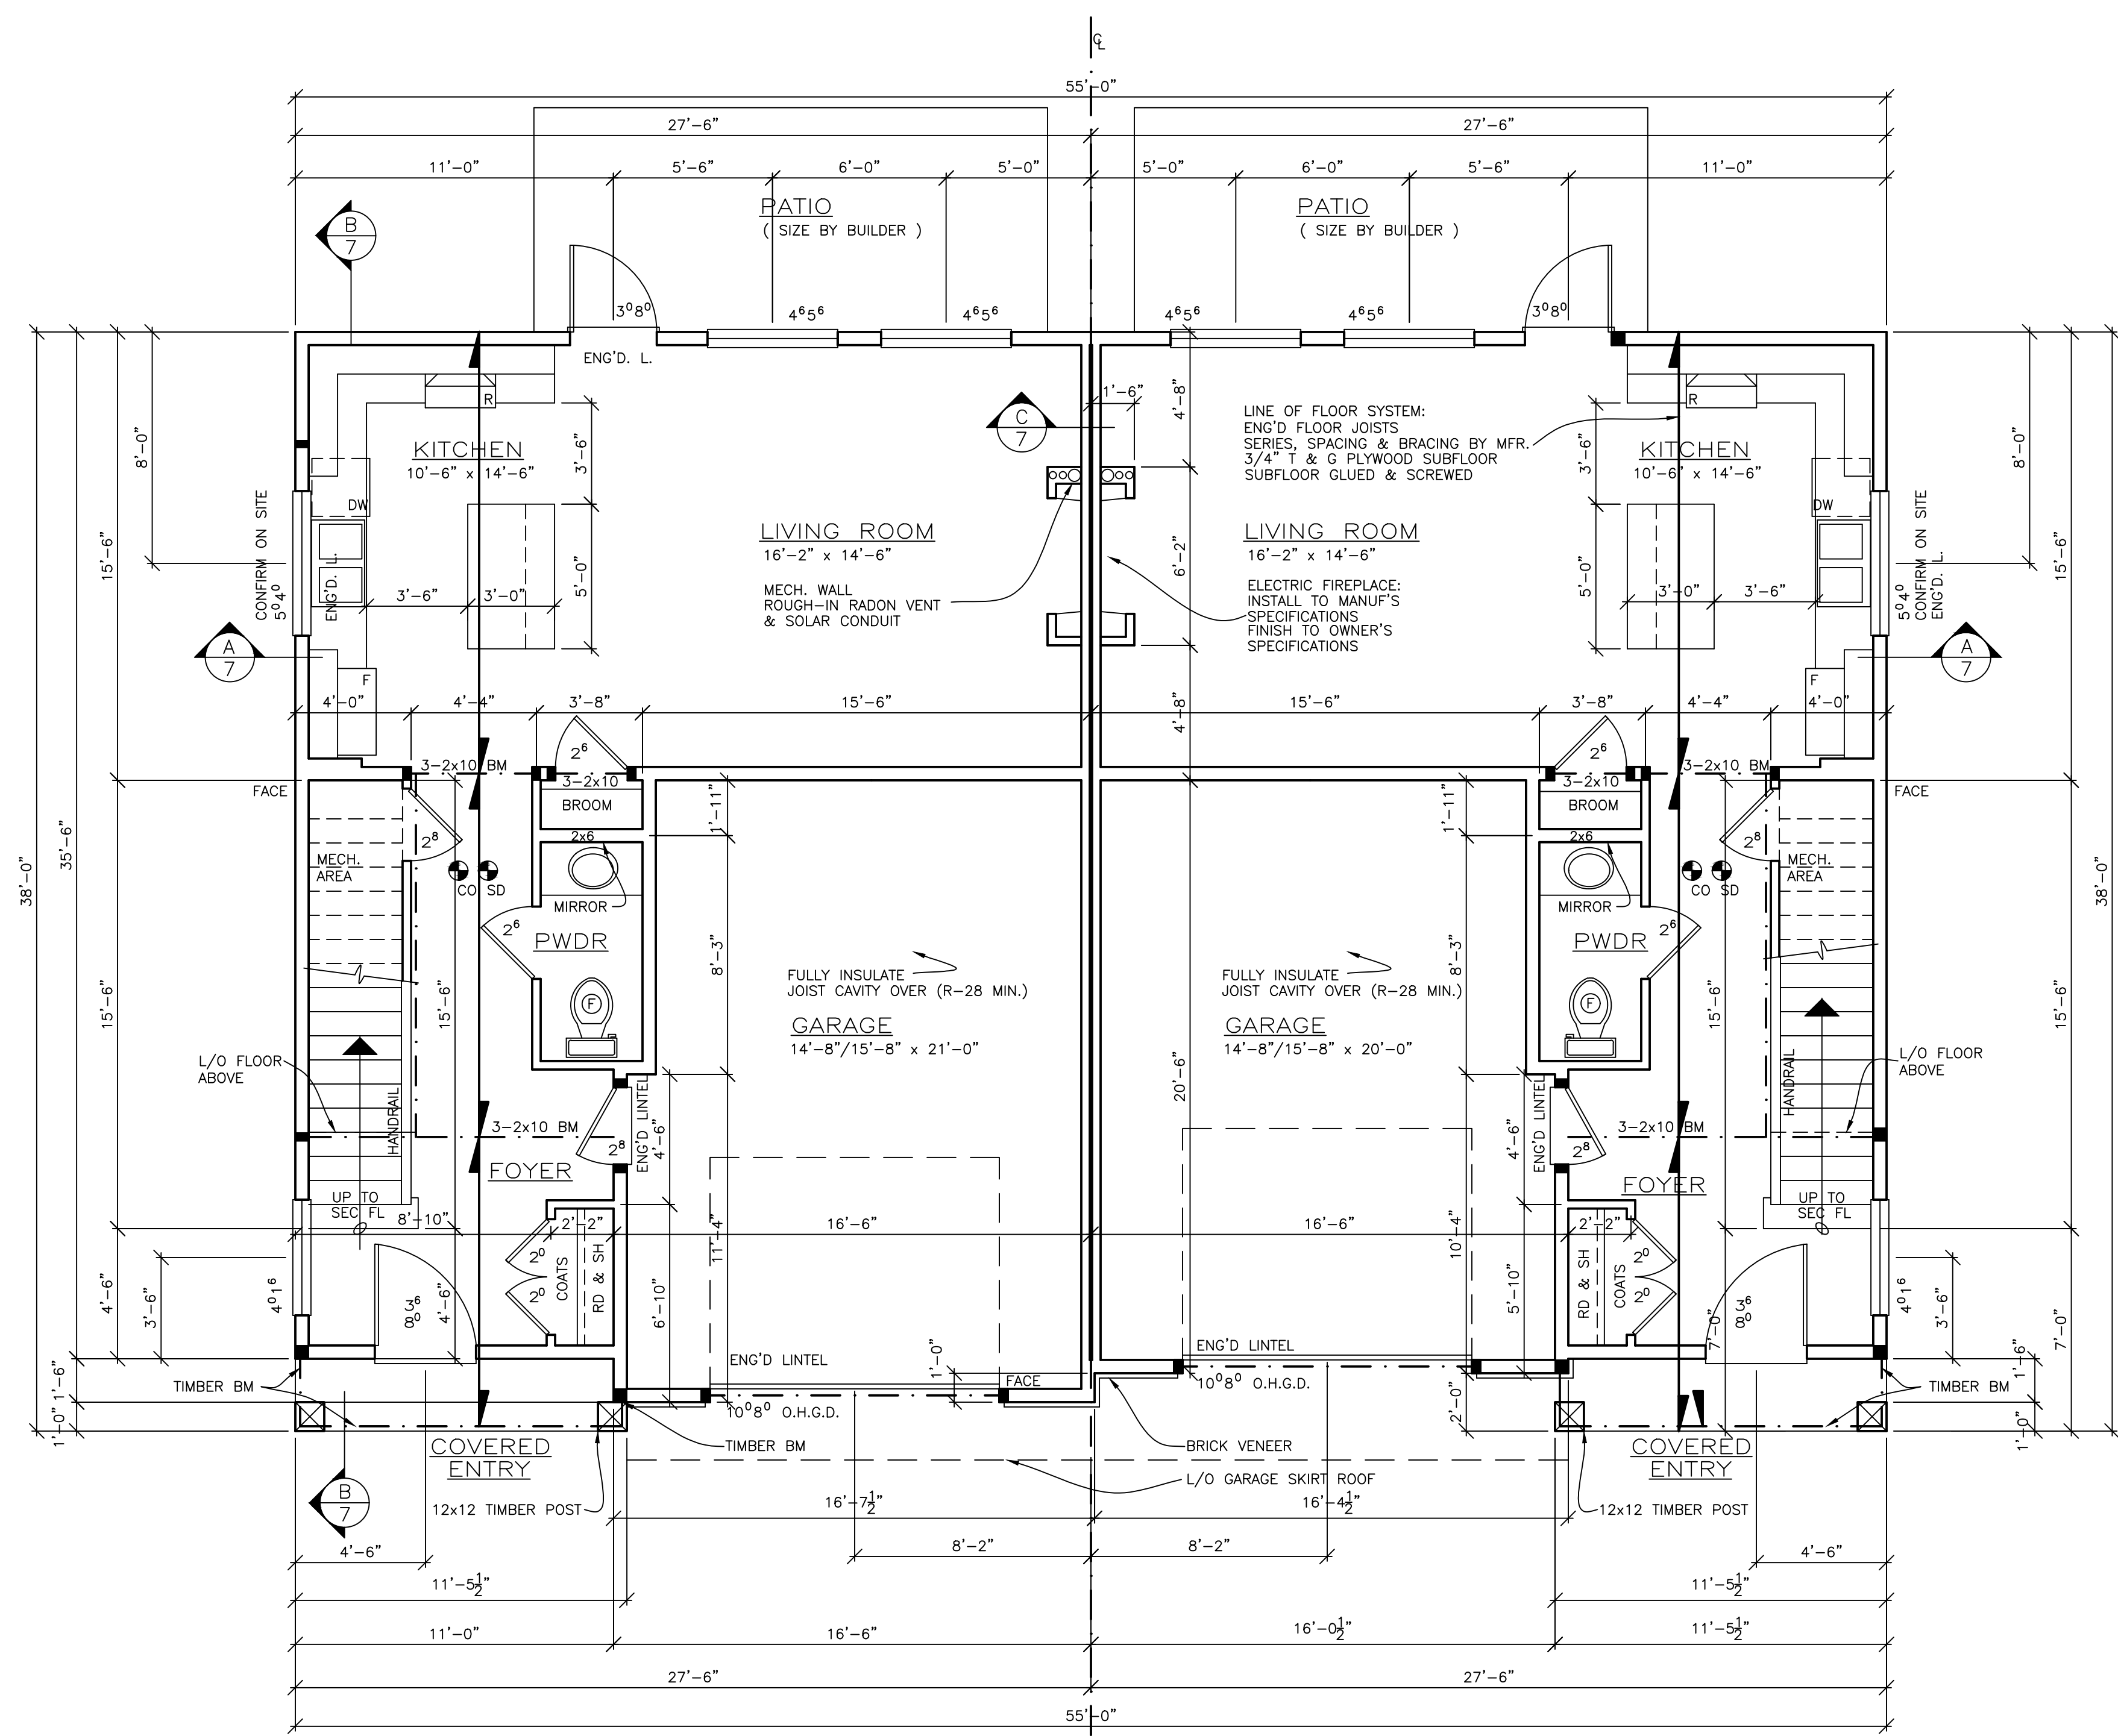 ℄
55'-0"
27'-6" 27'-6"
11'-0" 5'-6" 6'-0" 5'-0" 5'-0" 6'-0" 5'-6" 11'-0"
PATIO
( SIZE BY BUILDER )
PATIO
( SIZE BY BUILDER )
B
7
3⁰8⁰ 4⁶5⁶ 4⁶5⁶ 4⁶5⁶ 4⁶5⁶ 3⁰8⁰
ENG'D. L.
R
R
KITCHEN
10'-6" x 14'-6"
3'-6"
8'-0"
C
7
1'-6"
4'-8"
LINE OF FLOOR SYSTEM:
ENG'D FLOOR JOISTS
SERIES, SPACING & BRACING BY MFR.
3/4" T & G PLYWOOD SUBFLOOR
SUBFLOOR GLUED & SCREWED
KITCHEN
10'-6" x 14'-6"
3'-6"
8'-0"
CONFIRM ON SITE
5⁰4⁰
ENG'D. L.
DW
DW
5⁰4⁰
CONFIRM ON SITE
ENG'D. L.
LIVING ROOM
16'-2" x 14'-6"
MECH. WALL
ROUGH-IN RADON VENT
& SOLAR CONDUIT
LIVING ROOM
16'-2" x 14'-6"
ELECTRIC FIREPLACE:
INSTALL TO MANUF'S
SPECIFICATIONS
FINISH TO OWNER'S
SPECIFICATIONS
6'-2"
15'-6"
5'-0"
3'-6" 3'-0"
5'-0"
3'-0" 3'-6"
15'-6"
A
7
A
7
F
F
4'-0" 4'-4" 3'-8" 15'-6" 15'-6" 3'-8" 4'-4" 4'-0"
4'-8"
2⁶
2⁶
3-2x10 BM
3-2x10
BROOM
3-2x10 BM
3-2x10
BROOM
FACE
FACE
1'-11"
1'-11"
2x6
2x6
2⁸
2⁸
MECH.
AREA
MECH.
AREA
CO SD
CO SD
MIRROR
MIRROR
38'-0"
35'-6"
38'-0"
2⁶
PWDR
2⁶
PWDR
8'-3"
8'-3"
FULLY INSULATE
JOIST CAVITY OVER (R-28 MIN.)
FULLY INSULATE
JOIST CAVITY OVER (R-28 MIN.)
15'-6"
15'-6"
15'-6"
15'-6"
F
F
GARAGE
14'-8"/15'-8" x 21'-0"
GARAGE
14'-8"/15'-8" x 20'-0"
20'-6"
L/O FLOOR
ABOVE
L/O FLOOR
ABOVE
HANDRAIL
HANDRAIL
ENG'D LINTEL
ENG'D LINTEL
3-2x10 BM
3-2x10 BM
2⁸
2⁸
4'-6"
4'-6"
FOYER
FOYER
UP TO
SEC FL
UP TO
SEC FL
8'-10" 2'-2" 16'-6" 16'-6" 2'-2"
11'-4"
10'-4"
2⁰
2⁰
COATS
RD & SH
RD & SH
COATS
2⁰
2⁰
4'-6"
3'-6"
4⁰1⁶
3⁶
8⁰
4'-6"
6'-10"
5'-10"
7'-0"
3⁶
8⁰
4⁰1⁶
3'-6"
7'-0"
ENG'D LINTEL
ENG'D LINTEL
1'-0"
FACE
10⁰8⁰ O.H.G.D.
10⁰8⁰ O.H.G.D.
TIMBER BM
TIMBER BM
1'-6"
1'-0"
1'-6"
1'-0"
2'-0"
COVERED
ENTRY
TIMBER BM
BRICK VENEER
L/O GARAGE SKIRT ROOF
COVERED
ENTRY
B
7
12x12 TIMBER POST
12x12 TIMBER POST
16'-7½" 16'-4½"
4'-6" 8'-2" 8'-2" 4'-6"
11'-5½" 11'-5½"
11'-0" 16'-6" 16'-0½" 11'-5½"
27'-6" 27'-6"
55'-0"